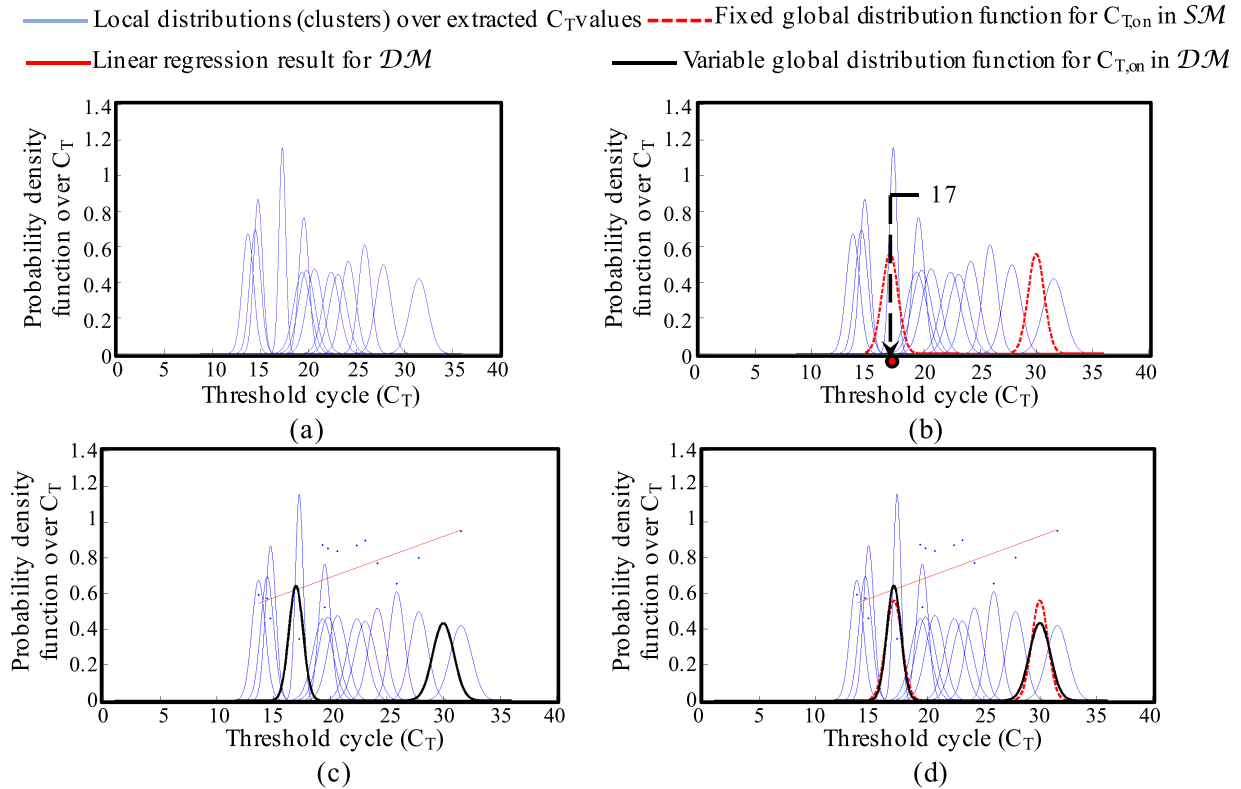 Local distributions (clusters) over extracted C_T values
Fixed global distribution function for C_T,on in SM
Linear regression result for DM
Variable global distribution function for C_T,on in DM
Probability density
function over C_T
1.4
1.2
1
0.8
0.6
0.4
0.2
0
0 5 10 15 20 25 30 35
Threshold cycle (C_T)
(a)
Probability density
function over C_T
1.4
1.2
1
0.8
0.6
0.4
0.2
0
17
0 5 10 15 20 25 30 35 40
Threshold cycle (C_T)
(b)
Probability density
function over C_T
1.4
1.2
1
0.8
0.6
0.4
0.2
0
0 5 10 15 20 25 30 35 40
Threshold cycle (C_T)
(c)
Probability density
function over C_T
1.4
1.2
1
0.8
0.6
0.4
0.2
0
0 5 10 15 20 25 30 35 40
Threshold cycle (C_T)
(d)